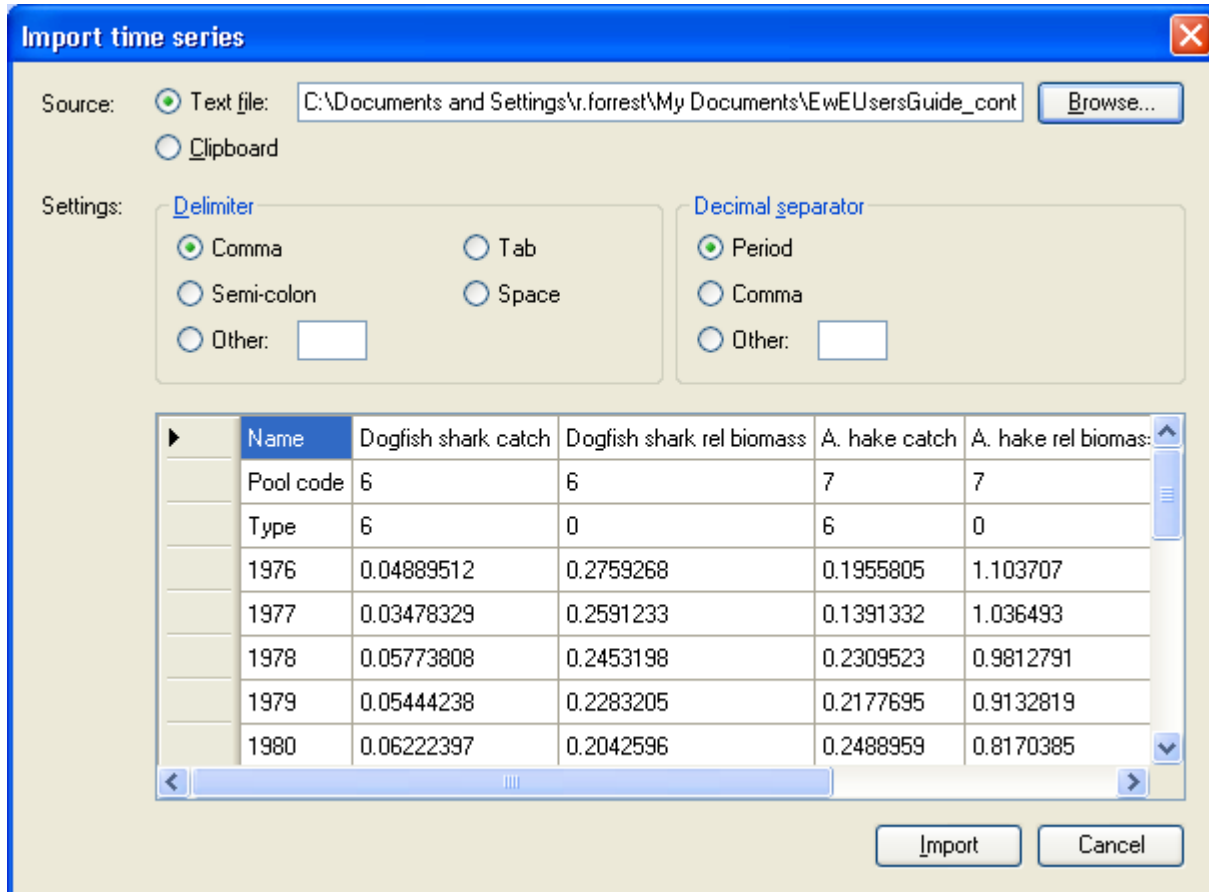 Import time series
Source: Text file: C:\Documents and Settings\r.forrest\My Documents\EwEUsersGuide_cont Browse...
Clipboard
Settings: Delimiter Decimal separator
Comma Tab Period
Semi-colon Space Comma
Other: Other:
Name Dogfish shark catch Dogfish shark rel biomass A. hake catch A. hake rel biomas
Pool code 6 6 7 7
Type 6 0 6 0
1976 0.04889512 0.2759268 0.1955805 1.103707
1977 0.03478329 0.2591233 0.1391332 1.036493
1978 0.05773808 0.2453198 0.2309523 0.9812791
1979 0.05444238 0.2283205 0.2177695 0.9132819
1980 0.06222397 0.2042596 0.2488959 0.8170385
Import Cancel